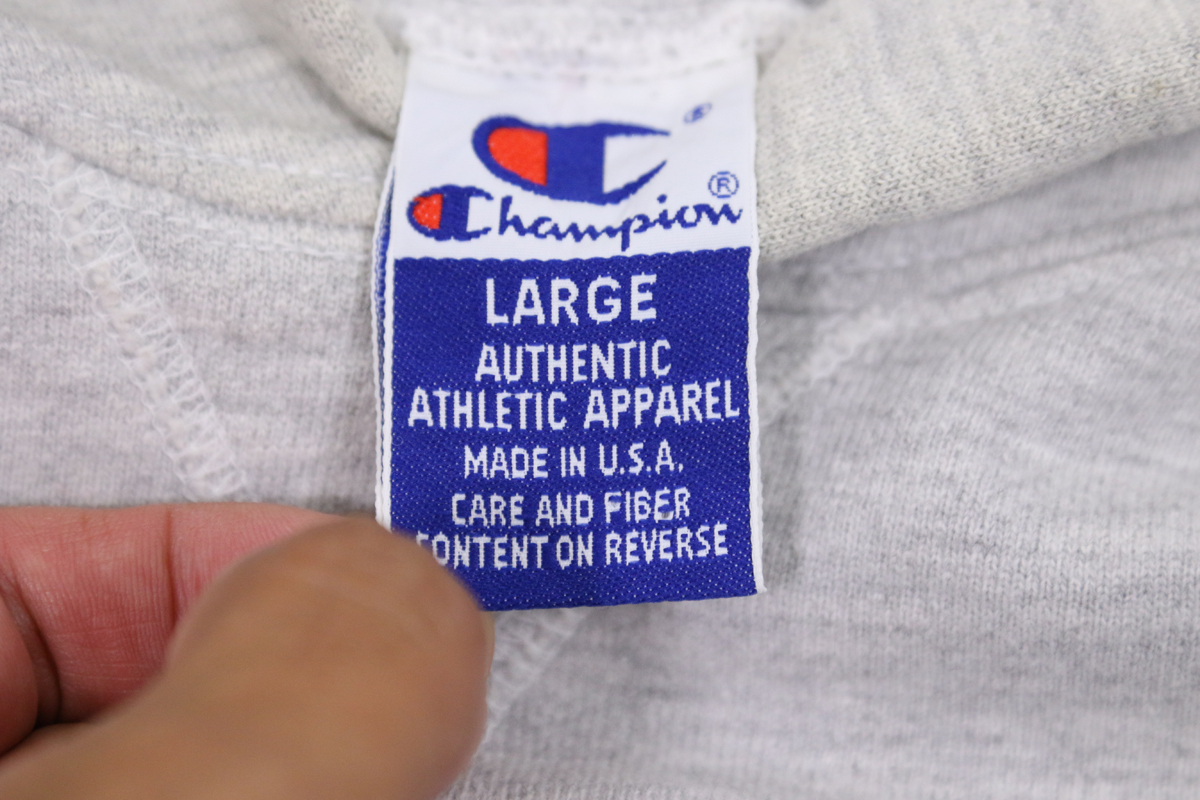 ®
Champion®
LARGE
AUTHENTIC
ATHLETIC APPAREL
MADE IN U.S.A.
CARE AND FIBER
CONTENT ON REVERSE